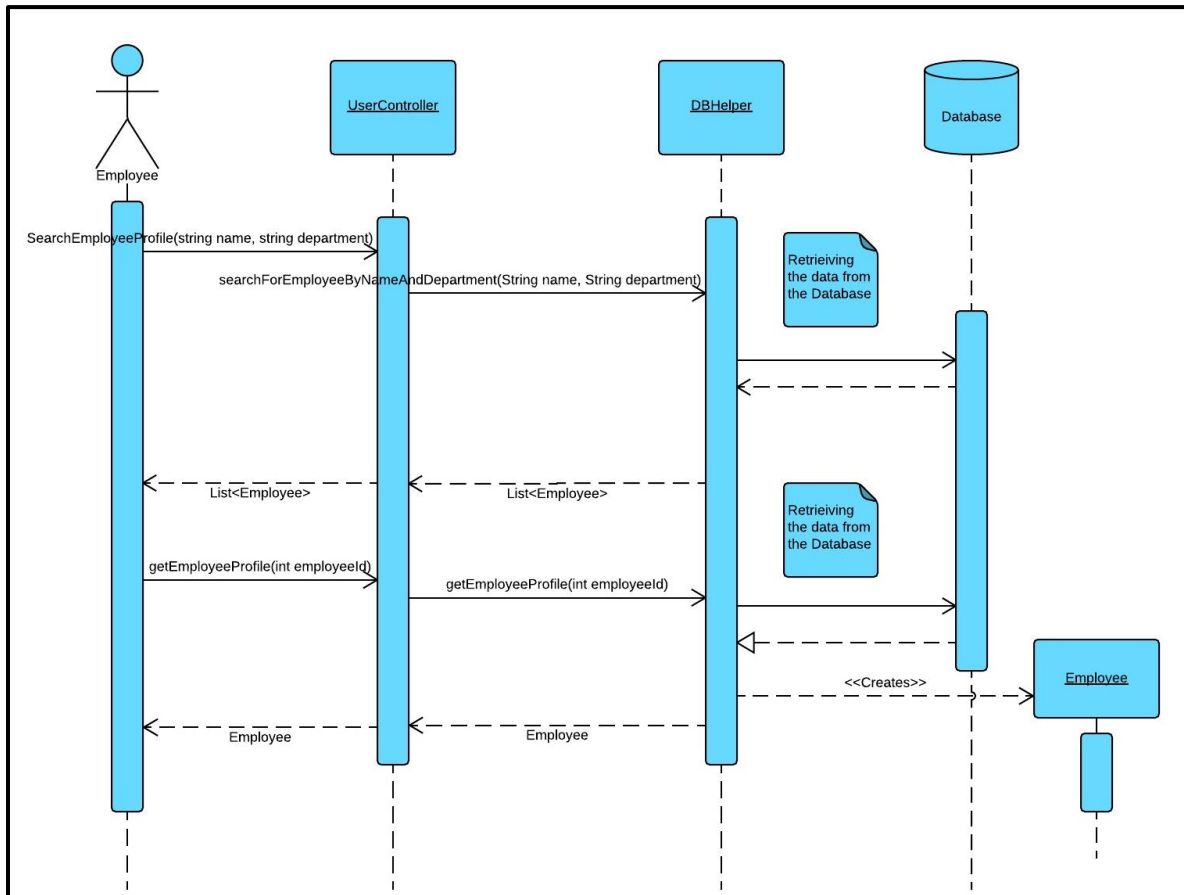 Employee
UserController
DBHelper
Database
SearchEmployeeProfile(string name, string department)
searchForEmployeeByNameAndDepartment(String name, String department)
Retrieiving
the data from
the Database
List<Employee>
List<Employee>
Retrieiving
the data from
the Database
getEmployeeProfile(int employeeId)
getEmployeeProfile(int employeeId)
<<Creates>>
Employee
Employee
Employee